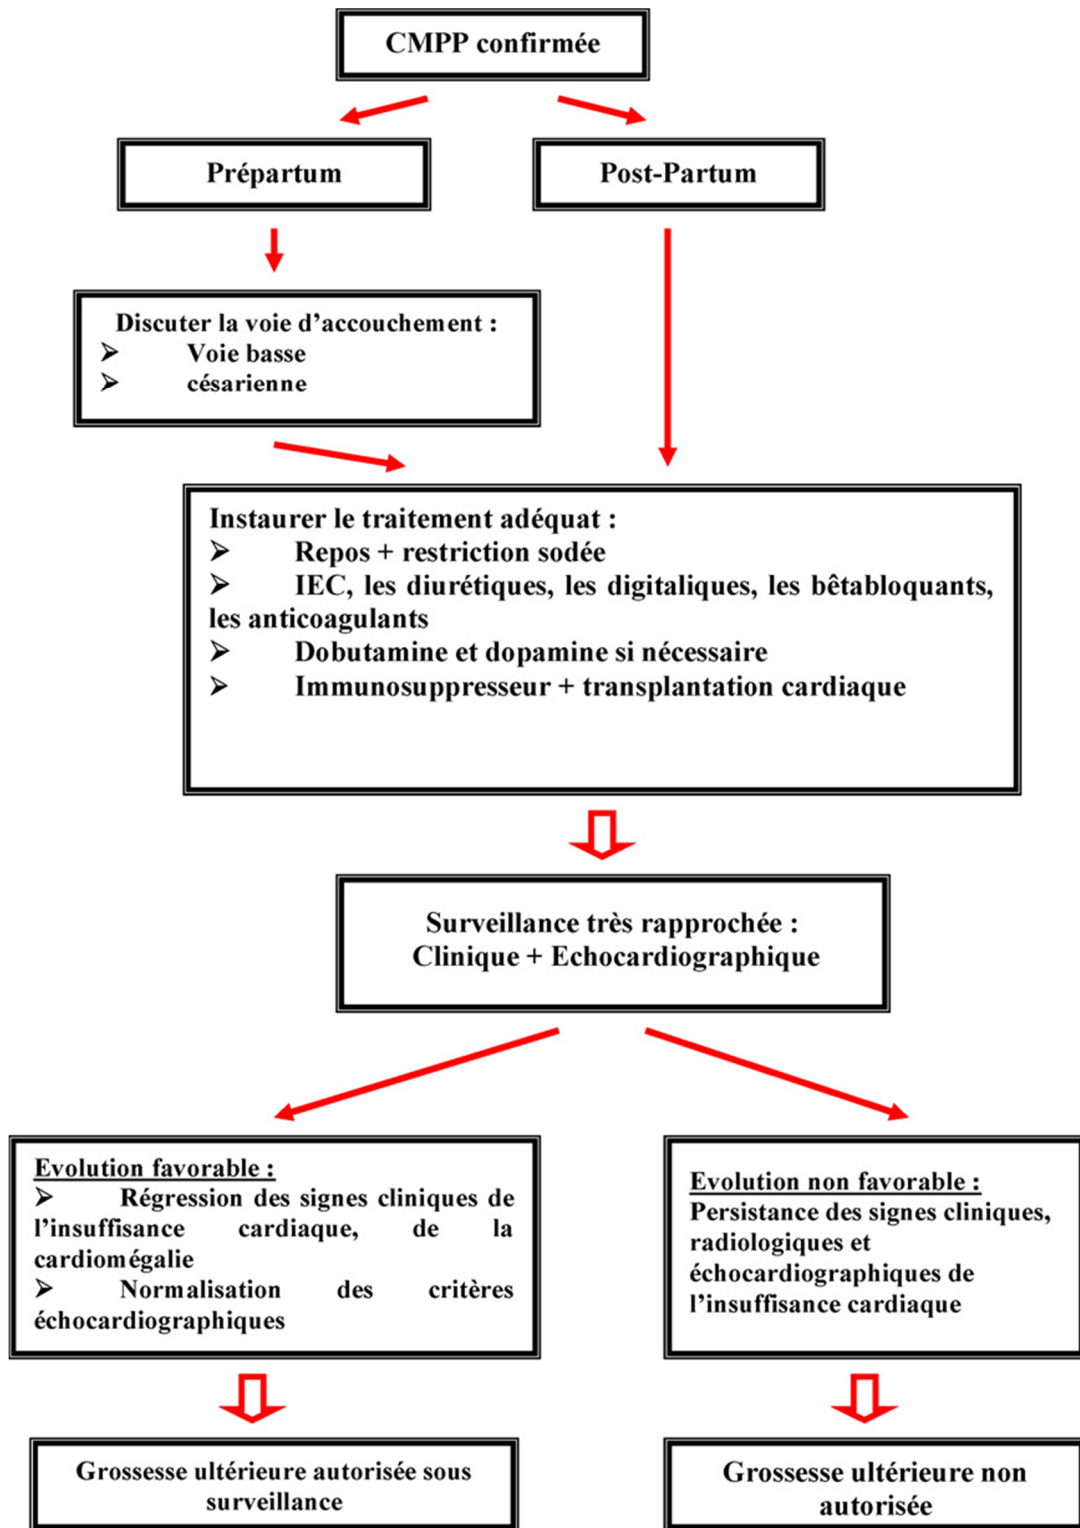 CMPP confirmée
Prépartum
Post-Partum
Discuter la voie d’accouchement :
➢ Voie basse
➢ césarienne
Instaurer le traitement adéquat :
➢ Repos + restriction sodée
➢ IEC, les diurétiques, les digitaliques, les bêtabloquants,
les anticoagulants
➢ Dobutamine et dopamine si nécessaire
➢ Immunosuppresseur + transplantation cardiaque
Surveillance très rapprochée :
Clinique + Echocardiographique
Evolution favorable :
➢ Régression des signes cliniques de
l’insuffisance cardiaque, de la
cardiomégalie
➢ Normalisation des critères
échocardiographiques
Evolution non favorable :
Persistance des signes cliniques,
radiologiques et
échocardiographiques de
l’insuffisance cardiaque
Grossesse ultérieure autorisée sous
surveillance
Grossesse ultérieure non
autorisée